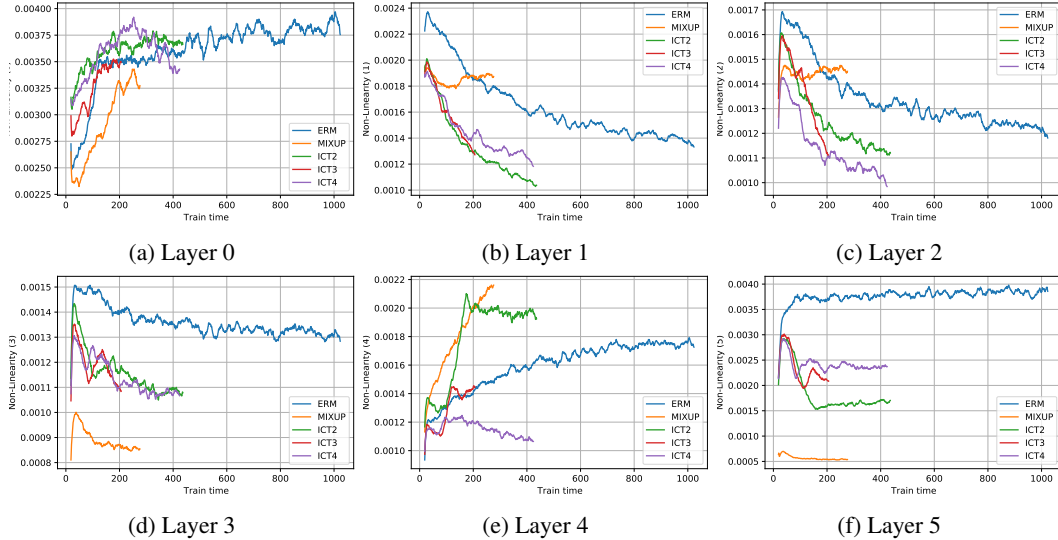 0.00400
0.00375
0.00350
0.00325
0.00300
0.00275
0.00250
0.00225
0 200 400 600 800 1000
Train time
ERM
MIXUP
ICT2
ICT3
ICT4
(a) Layer 0
Non-Linearity (1)
0.0024
0.0022
0.0020
0.0018
0.0016
0.0014
0.0012
0.0010
0 200 400 600 800 1000
Train time
ERM
MIXUP
ICT2
ICT3
ICT4
(b) Layer 1
Non-Linearity (2)
0.0017
0.0016
0.0015
0.0014
0.0013
0.0012
0.0011
0.0010
0 200 400 600 800 1000
Train time
ERM
MIXUP
ICT2
ICT3
ICT4
(c) Layer 2
Non-Linearity (3)
0.0015
0.0014
0.0013
0.0012
0.0011
0.0010
0.0009
0.0008
0 200 400 600 800 1000
Train time
ERM
MIXUP
ICT2
ICT3
ICT4
(d) Layer 3
Non-Linearity (4)
0.0022
0.0020
0.0018
0.0016
0.0014
0.0012
0.0010
0 200 400 600 800 1000
Train time
ERM
MIXUP
ICT2
ICT3
ICT4
(e) Layer 4
Non-Linearity (5)
0.0040
0.0035
0.0030
0.0025
0.0020
0.0015
0.0010
0.0005
0 200 400 600 800 1000
Train time
ERM
MIXUP
ICT2
ICT3
ICT4
(f) Layer 5